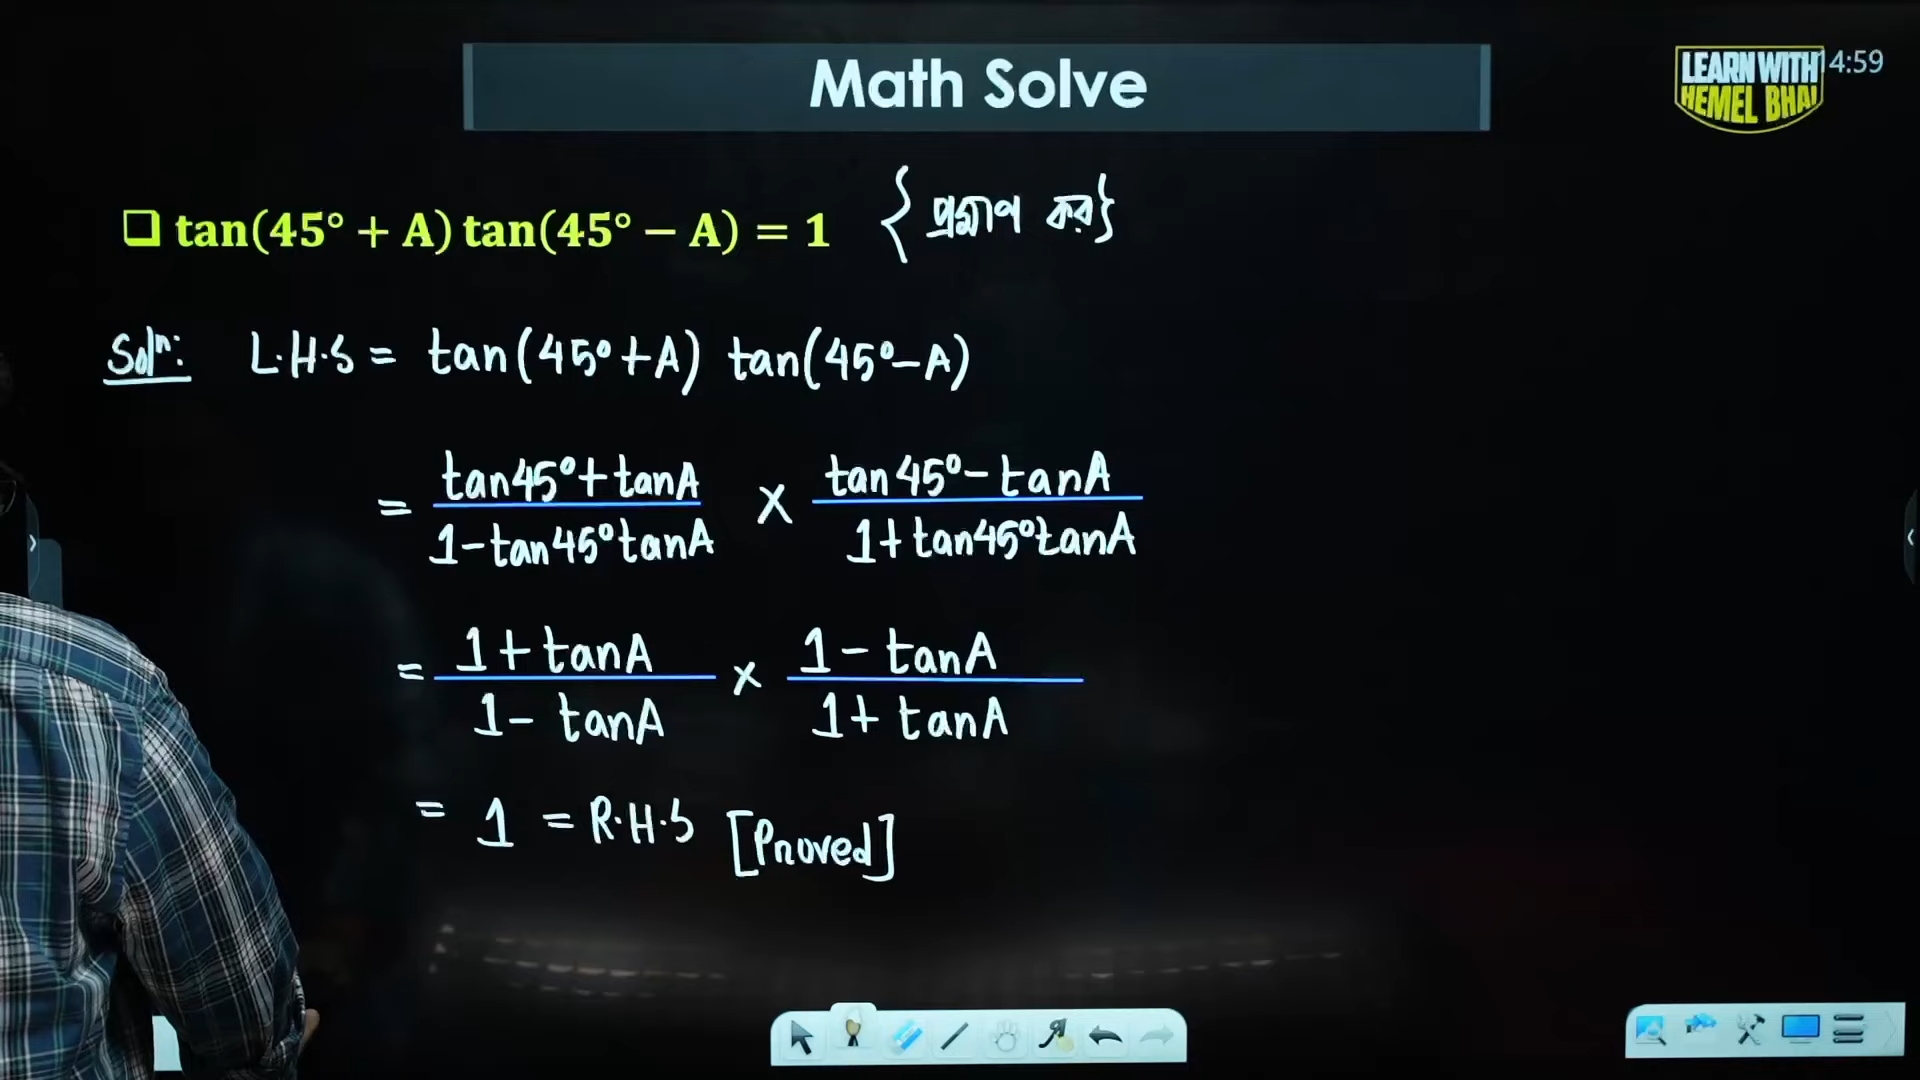 Math Solve
LEARN WITH
HEMEL BHAI
14:59
❑ tan(45° + A) tan(45° − A) = 1 {প্রমাণ কর}
Solⁿ: L.H.S = tan(45°+A) tan(45°−A)
= tan45°+tanA / 1−tan45°tanA × tan45°−tanA / 1+tan45°tanA
= 1+tanA / 1−tanA × 1−tanA / 1+tanA
= 1 = R.H.S [Proved]